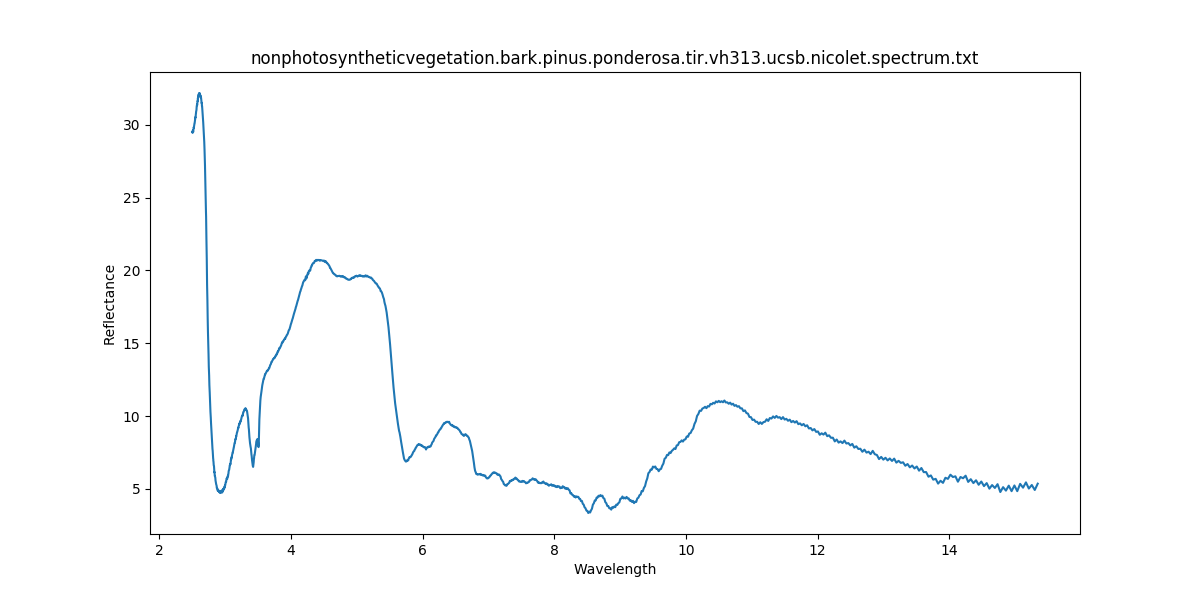 nonphotosyntheticvegetation.bark.pinus.ponderosa.tir.vh313.ucsb.nicolet.spectrum.txt
30
25
20
15
10
5
Reflectance
2 4 6 8 10 12 14
Wavelength